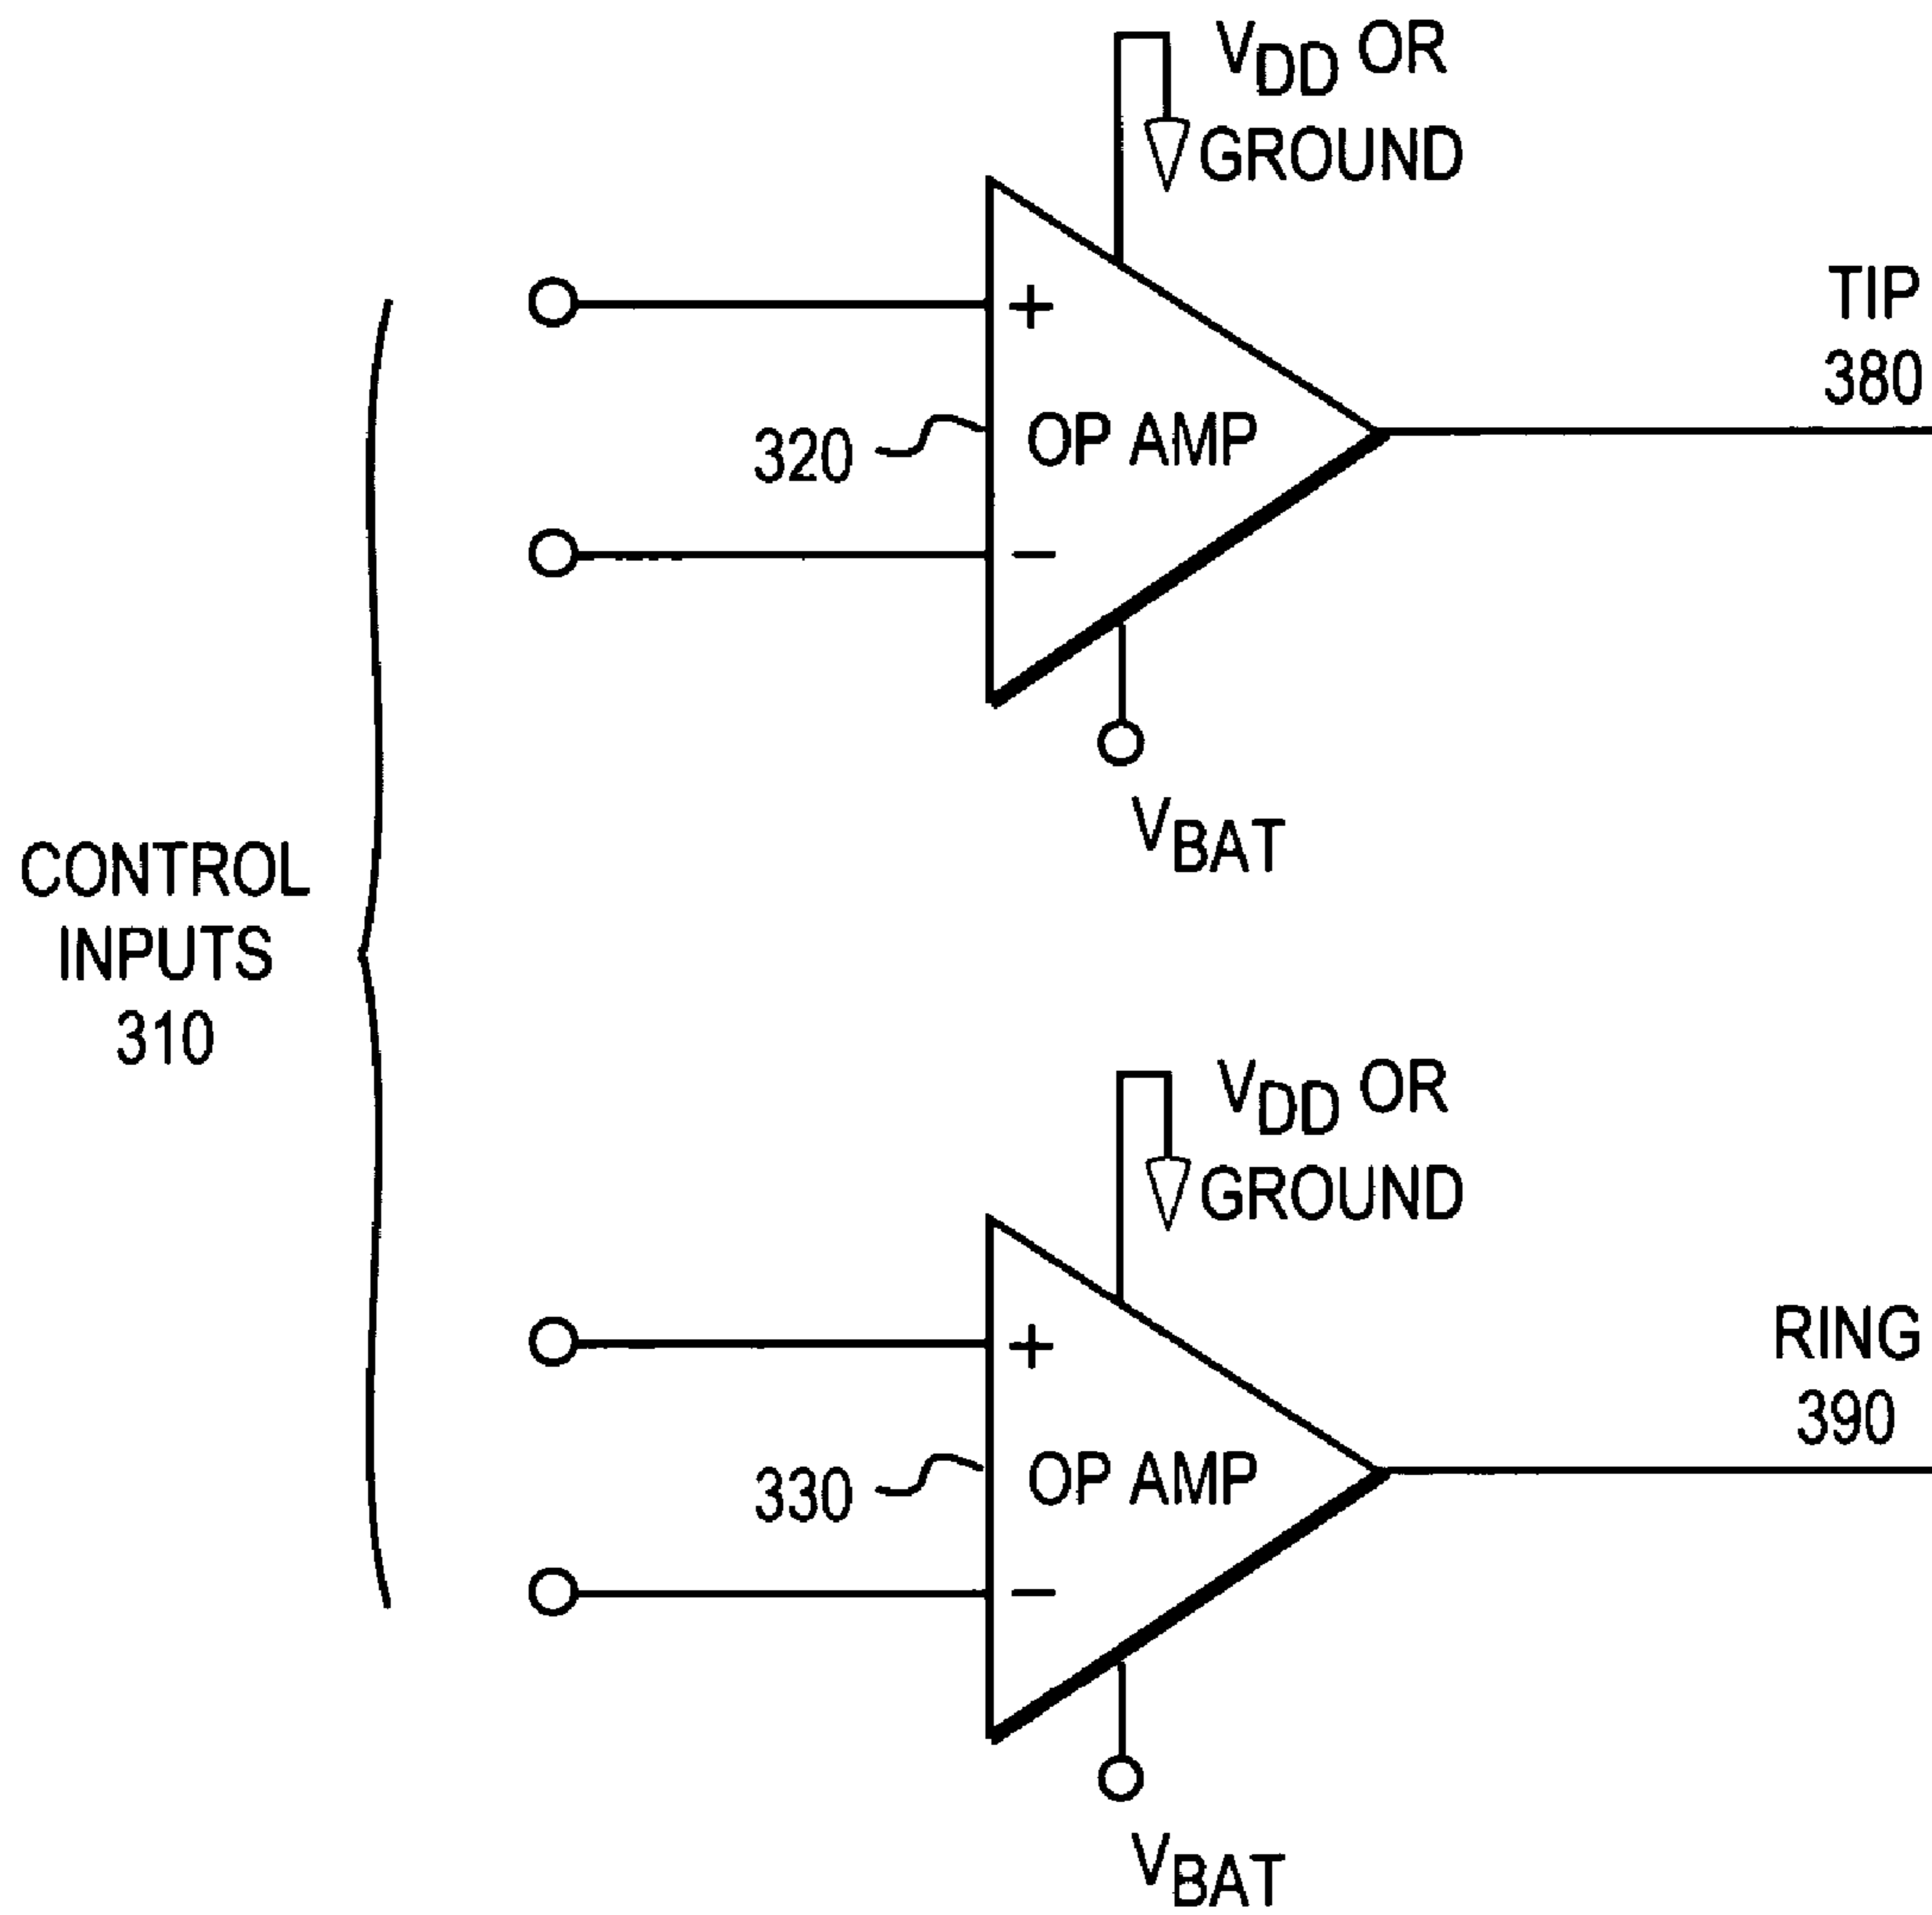 VDD OR
GROUND
TIP
380
+
320
OP AMP
−
VBAT
CONTROL
INPUTS
310
VDD OR
GROUND
RING
390
+
330
OP AMP
−
VBAT